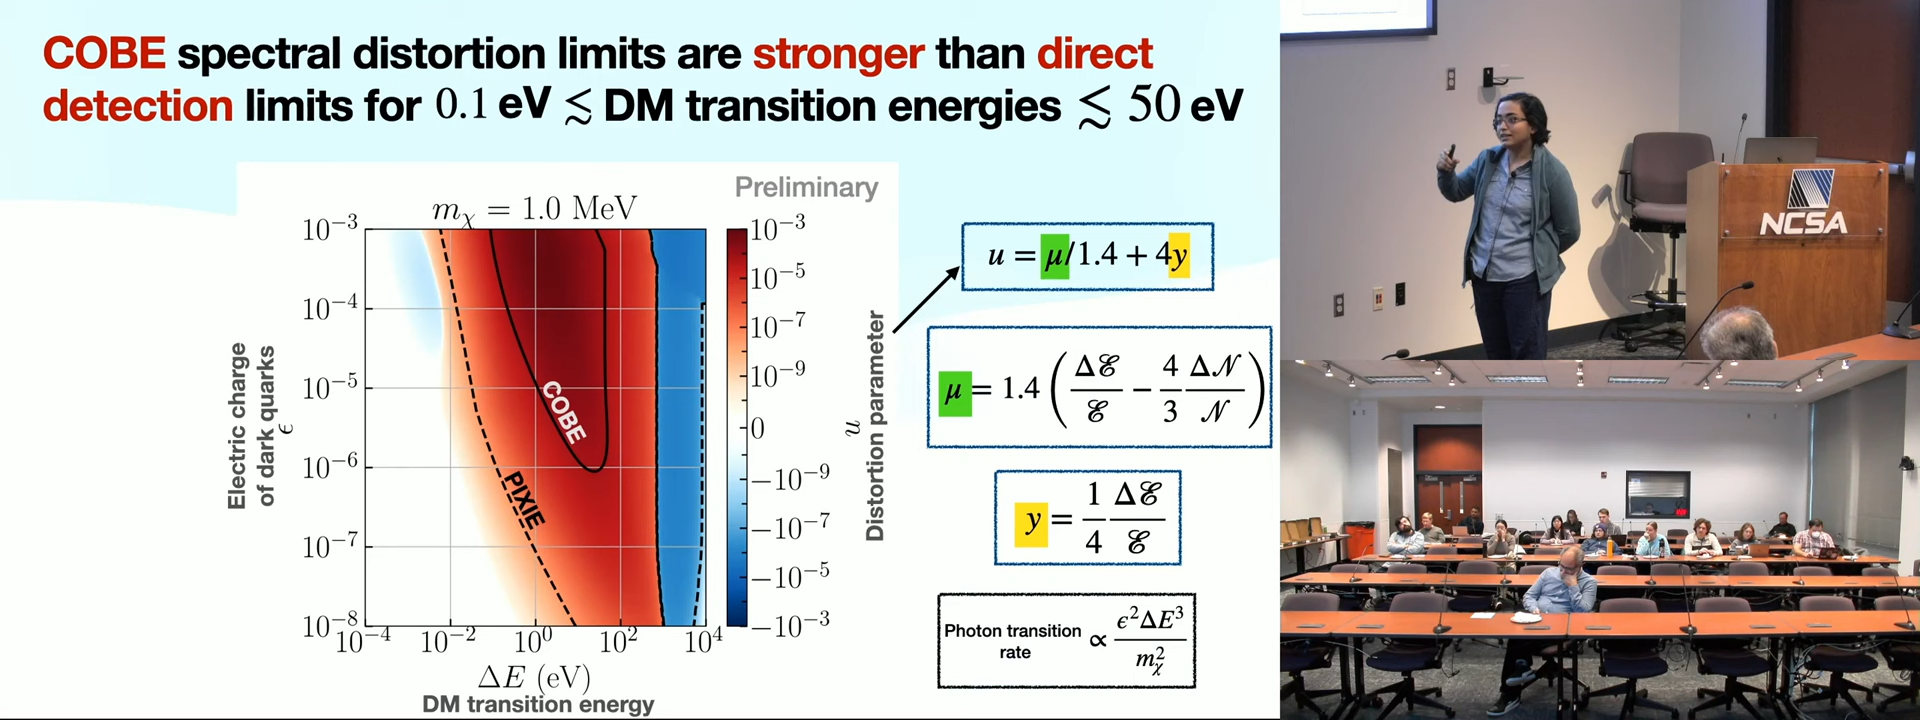 COBE spectral distortion limits are stronger than direct
detection limits for 0.1 eV ≲ DM transition energies ≲ 50 eV
Preliminary
m_χ = 1.0 MeV
10⁻³
10⁻⁴
10⁻⁵
10⁻⁶
10⁻⁷
10⁻⁸
Electric charge
of dark quarks
ϵ
COBE
PIXIE
10⁻⁴ 10⁻² 10⁰ 10² 10⁴
ΔE (eV)
DM transition energy
10⁻³
10⁻⁵
10⁻⁷
10⁻⁹
0
−10⁻⁹
−10⁻⁷
−10⁻⁵
−10⁻³
u
Distortion parameter
u = μ/1.4 + 4y
μ = 1.4 (Δℰ/ℰ − 4/3 Δ𝒩/𝒩)
y = 1/4 Δℰ/ℰ
Photon transition
rate ∝ ϵ²ΔE³/m_χ²
NCSA